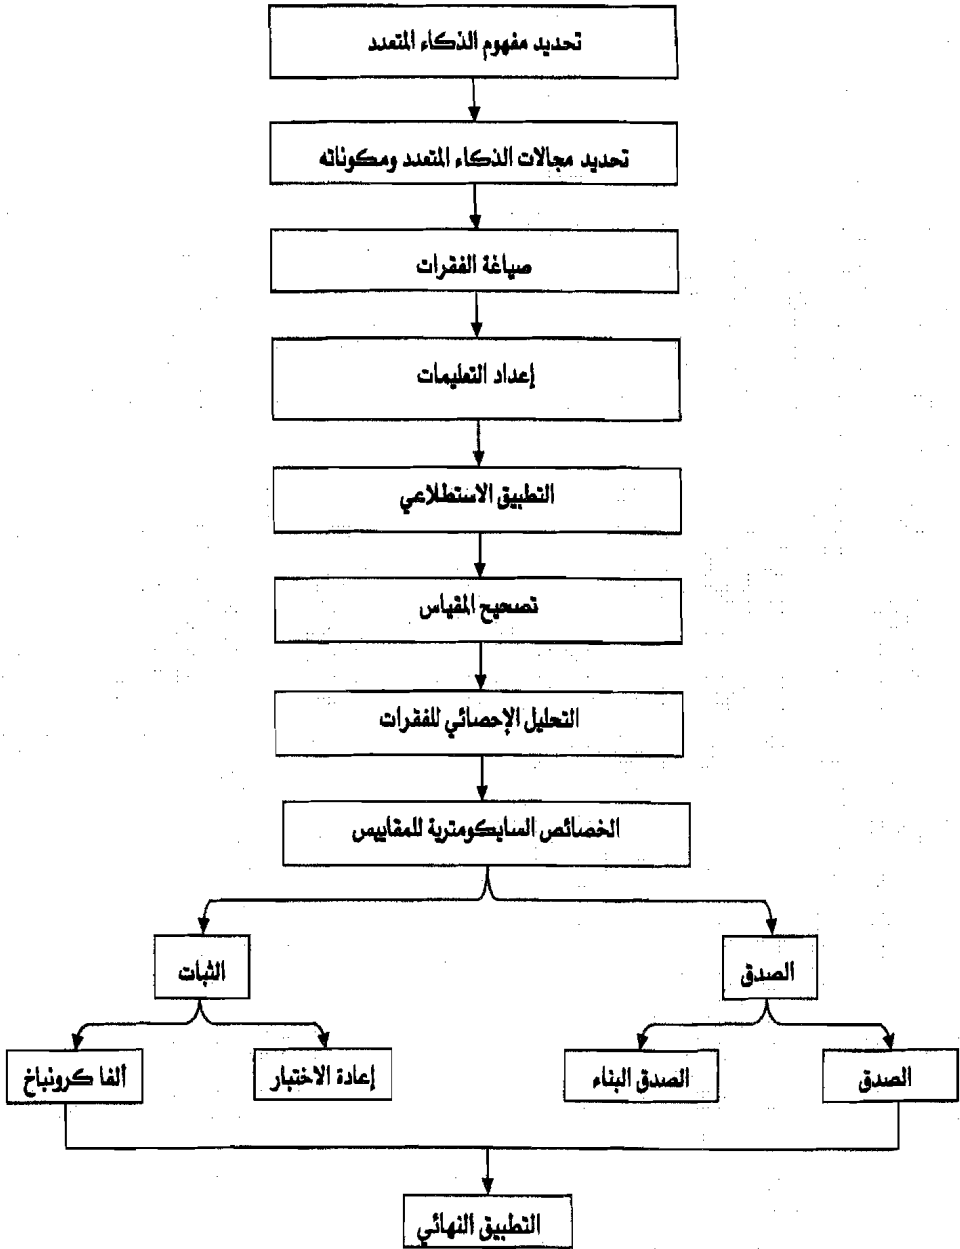 تحديد مفهوم الذكاء المتعدد
تحديد مجالات الذكاء المتعدد ومكوناته
صياغة الفقرات
إعداد التعليمات
التطبيق الاستطلاعي
تصحيح المقياس
التحليل الإحصائي للفقرات
الخصائص السايكومترية للمقاييس
الصدق
الثبات
الصدق
الصدق البناء
إعادة الاختبار
ألفا كرونباخ
التطبيق النهائي